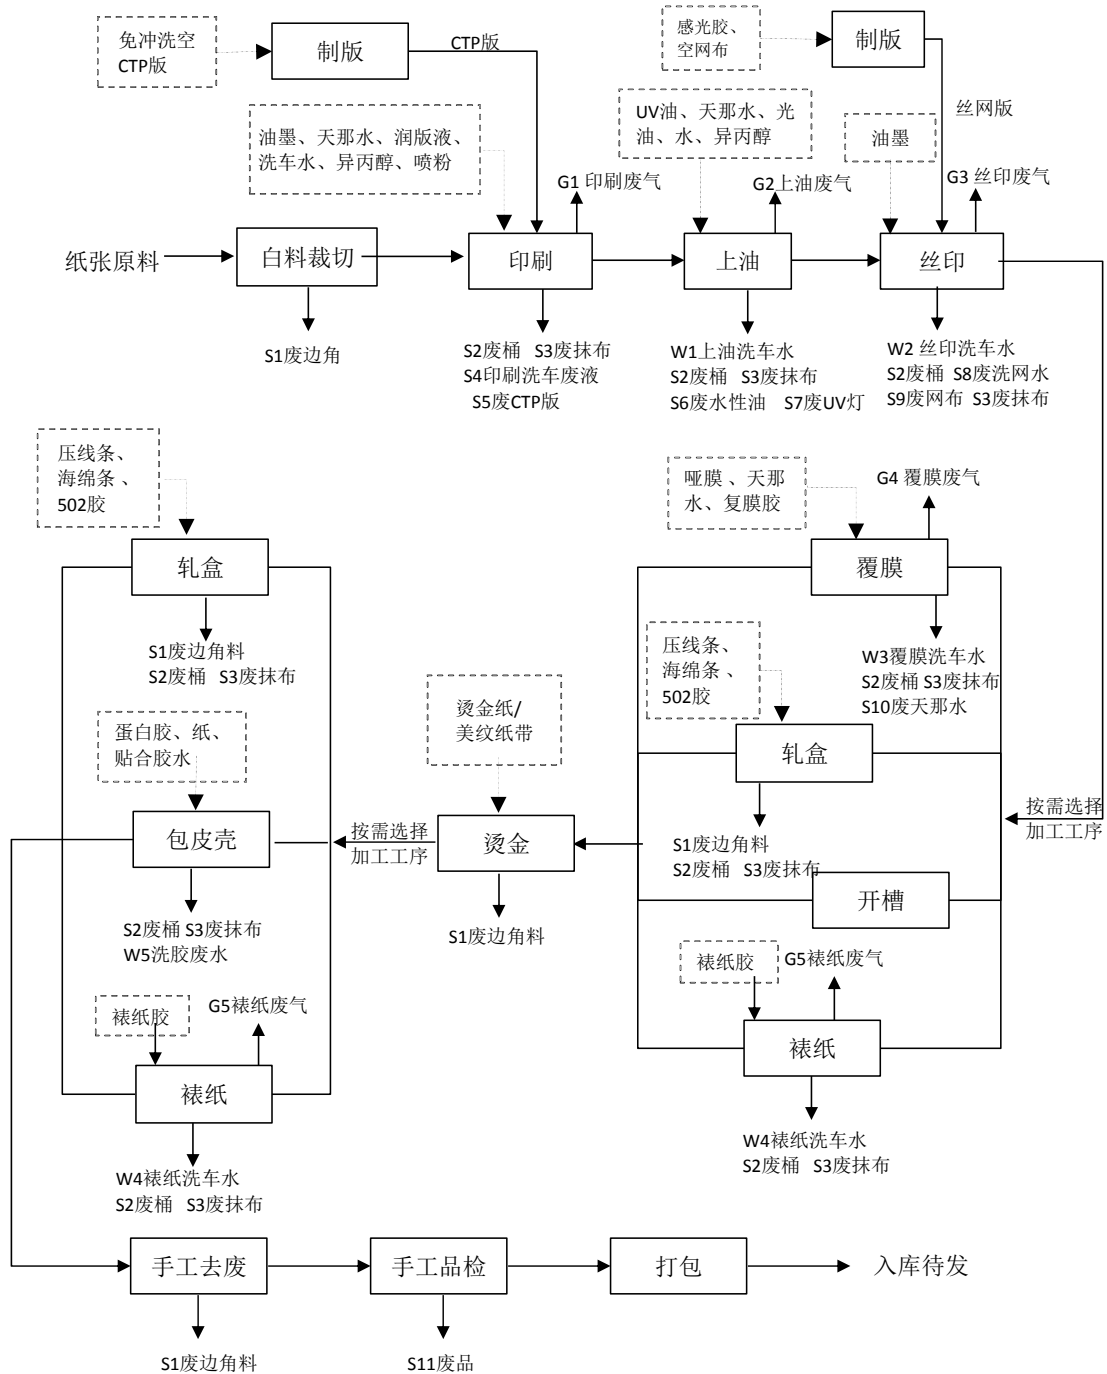 免冲洗空
CTP版
制版
CTP版
感光胶、
空网布
制版
丝网版
油墨、天那水、润版液、
洗车水、异丙醇、喷粉
UV油、天那水、光
油、水、异丙醇
油墨
G1 印刷废气
G2上油废气
G3 丝印废气
纸张原料
白料裁切
印刷
上油
丝印
S1废边角
S2废桶 S3废抹布
S4印刷洗车废液
S5废CTP版
W1上油洗车水
S2废桶 S3废抹布
S6废水性油 S7废UV灯
W2 丝印洗车水
S2废桶 S8废洗网水
S9废网布 S3废抹布
压线条、
海绵条 、
502胶
轧盒
S1废边角料
S2废桶 S3废抹布
哑膜 、天那
水、复膜胶
G4 覆膜废气
覆膜
W3覆膜洗车水
S2废桶 S3废抹布
S10废天那水
压线条、
海绵条 、
502胶
轧盒
S1废边角料
S2废桶 S3废抹布
按需选择
加工工序
开槽
烫金纸/
美纹纸带
烫金
S1废边角料
按需选择
加工工序
蛋白胶、纸、
贴合胶水
包皮壳
S2废桶 S3废抹布
W5洗胶废水
裱纸胶
G5裱纸废气
裱纸
W4裱纸洗车水
S2废桶 S3废抹布
裱纸胶
G5裱纸废气
裱纸
W4裱纸洗车水
S2废桶 S3废抹布
手工去废
手工品检
打包
入库待发
S1废边角料
S11废品